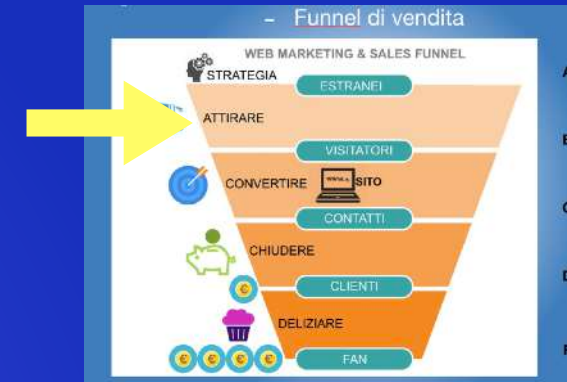 - Funnel di vendita
WEB MARKETING & SALES FUNNEL
STRATEGIA
ESTRANEI
ATTIRARE
VISITATORI
CONVERTIRE
SITO
CONTATTI
CHIUDERE
CLIENTI
DELIZIARE
FAN